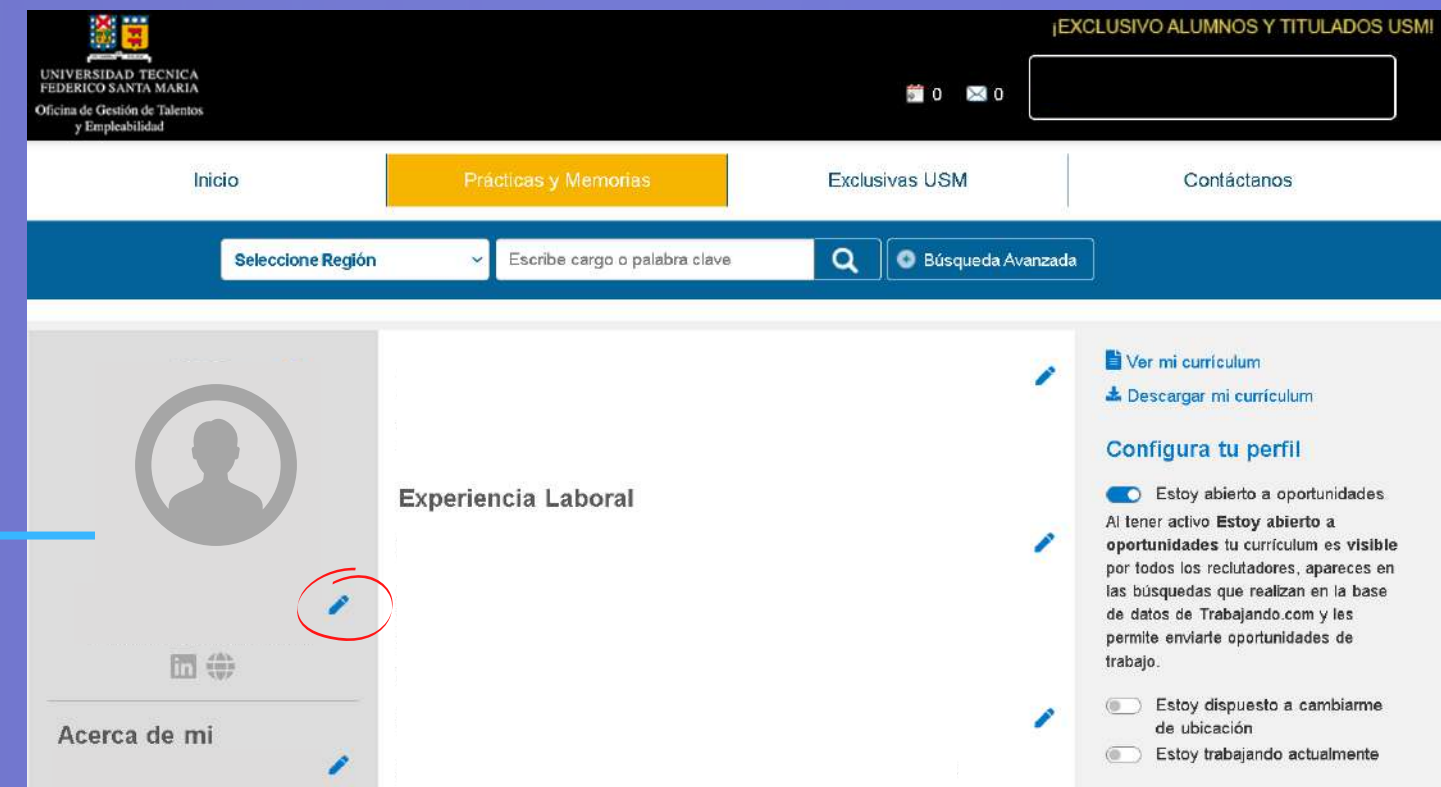 ¡EXCLUSIVO ALUMNOS Y TITULADOS USM!
UNIVERSIDAD TECNICA
FEDERICO SANTA MARIA
Oficina de Gestión de Talentos
y Empleabilidad
0 0
Inicio Prácticas y Memorias Exclusivas USM Contáctanos
Seleccione Región Escribe cargo o palabra clave Búsqueda Avanzada
in
Acerca de mi
Experiencia Laboral
Ver mi currículum
Descargar mi currículum
Configura tu perfil
Estoy abierto a oportunidades
Al tener activo Estoy abierto a
oportunidades tu currículum es visible
por todos los reclutadores, apareces en
las búsquedas que realizan en la base
de datos de Trabajando.com y les
permite enviarte oportunidades de
trabajo.
Estoy dispuesto a cambiarme
de ubicación
Estoy trabajando actualmente